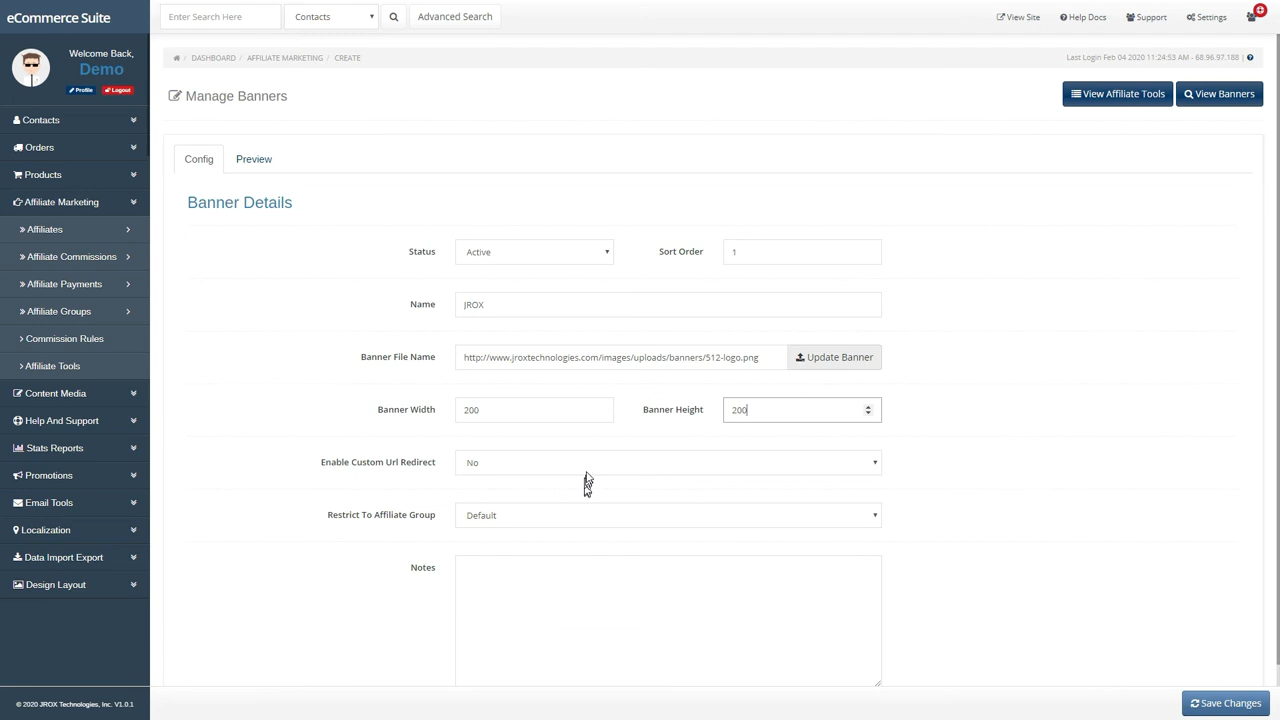 eCommerce Suite
Enter Search Here
Contacts
Advanced Search
View Site
Help Docs
Support
Settings
Welcome Back,
Demo
Profile
Logout
Contacts
Orders
Products
Affiliate Marketing
Affiliates
Affiliate Commissions
Affiliate Payments
Affiliate Groups
Commission Rules
Affiliate Tools
Content Media
Help And Support
Stats Reports
Promotions
Email Tools
Localization
Data Import Export
Design Layout
© 2020 JROX Technologies, Inc. V1.0.1
/ DASHBOARD / AFFILIATE MARKETING / CREATE
Last Login Feb 04 2020 11:24:53 AM - 68.96.97.188 |
Manage Banners
View Affiliate Tools
View Banners
Config
Preview
Banner Details
Status Active Sort Order 1
Name JROX
Banner File Name http://www.jroxtechnologies.com/images/uploads/banners/512-logo.png Update Banner
Banner Width 200 Banner Height 200
Enable Custom Url Redirect No
Restrict To Affiliate Group Default
Notes
Save Changes